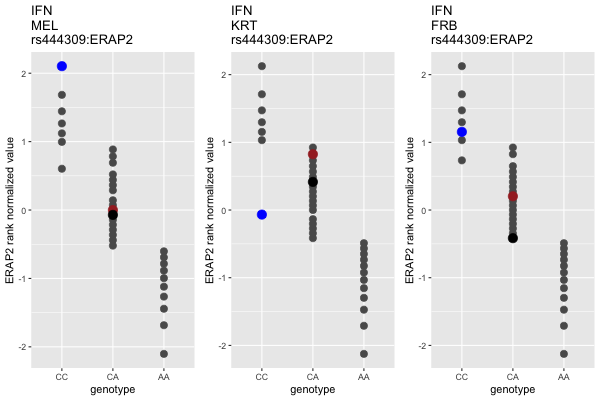 IFN
MEL
rs444309:ERAP2
ERAP2 rank normalized value
2
1
0
-1
-2
CC
CA
AA
genotype
IFN
KRT
rs444309:ERAP2
ERAP2 rank normalized value
2
1
0
-1
-2
CC
CA
AA
genotype
IFN
FRB
rs444309:ERAP2
ERAP2 rank normalized value
2
1
0
-1
-2
CC
CA
AA
genotype